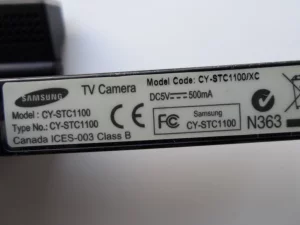 SAMSUNG
TV Camera
Model Code: CY-STC1100/XC
DC5V⎓500mA
Model : CY-STC1100
Type No.: CY-STC1100
Canada ICES-003 Class B
FC
Samsung
CY-STC1100
N363